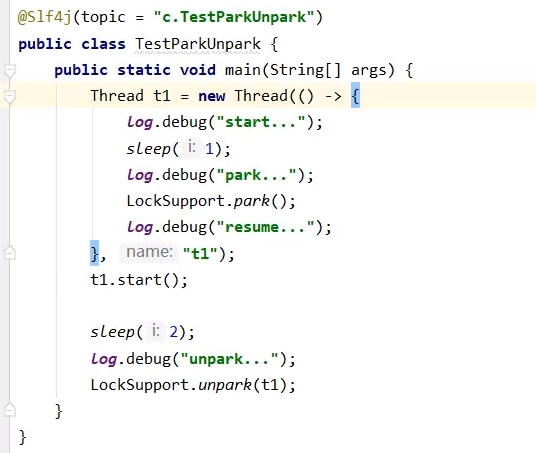 @Slf4j(topic = "c.TestParkUnpark")
public class TestParkUnpark {
    public static void main(String[] args) {
        Thread t1 = new Thread(() -> {
            log.debug("start...");
            sleep( i: 1);
            log.debug("park...");
            LockSupport.park();
            log.debug("resume...");
        }, name: "t1");
        t1.start();

        sleep( i: 2);
        log.debug("unpark...");
        LockSupport.unpark(t1);
    }
}